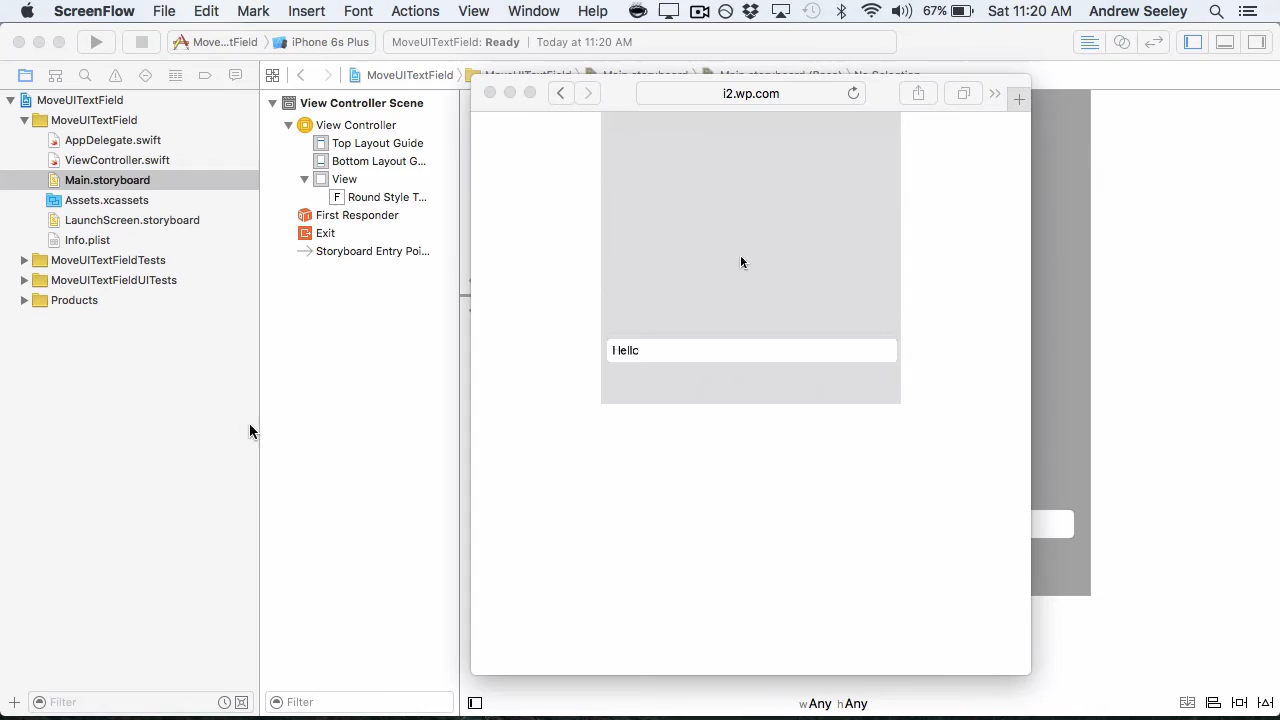 ScreenFlow File Edit Mark Insert Font Actions View Window Help 67% Sat 11:20 AM Andrew Seeley
Move...tField iPhone 6s Plus MoveUITextField: Ready Today at 11:20 AM
MoveUITextField
i2.wp.com
MoveUITextField
MoveUITextField
AppDelegate.swift
ViewController.swift
Main.storyboard
Assets.xcassets
LaunchScreen.storyboard
Info.plist
MoveUITextFieldTests
MoveUITextFieldUITests
Products
View Controller Scene
View Controller
Top Layout Guide
Bottom Layout G...
View
F Round Style T...
First Responder
Exit
Storyboard Entry Poi...
Hello
Filter
Filter
wAny hAny